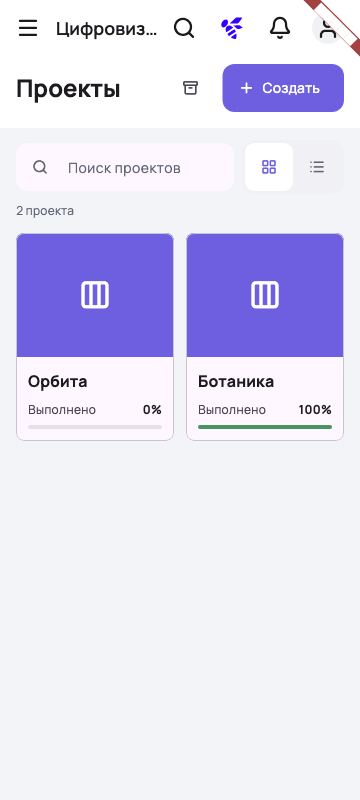 Цифровиз...
Проекты
Создать
Поиск проектов
2 проекта
Орбита
Выполнено 0%
Ботаника
Выполнено 100%